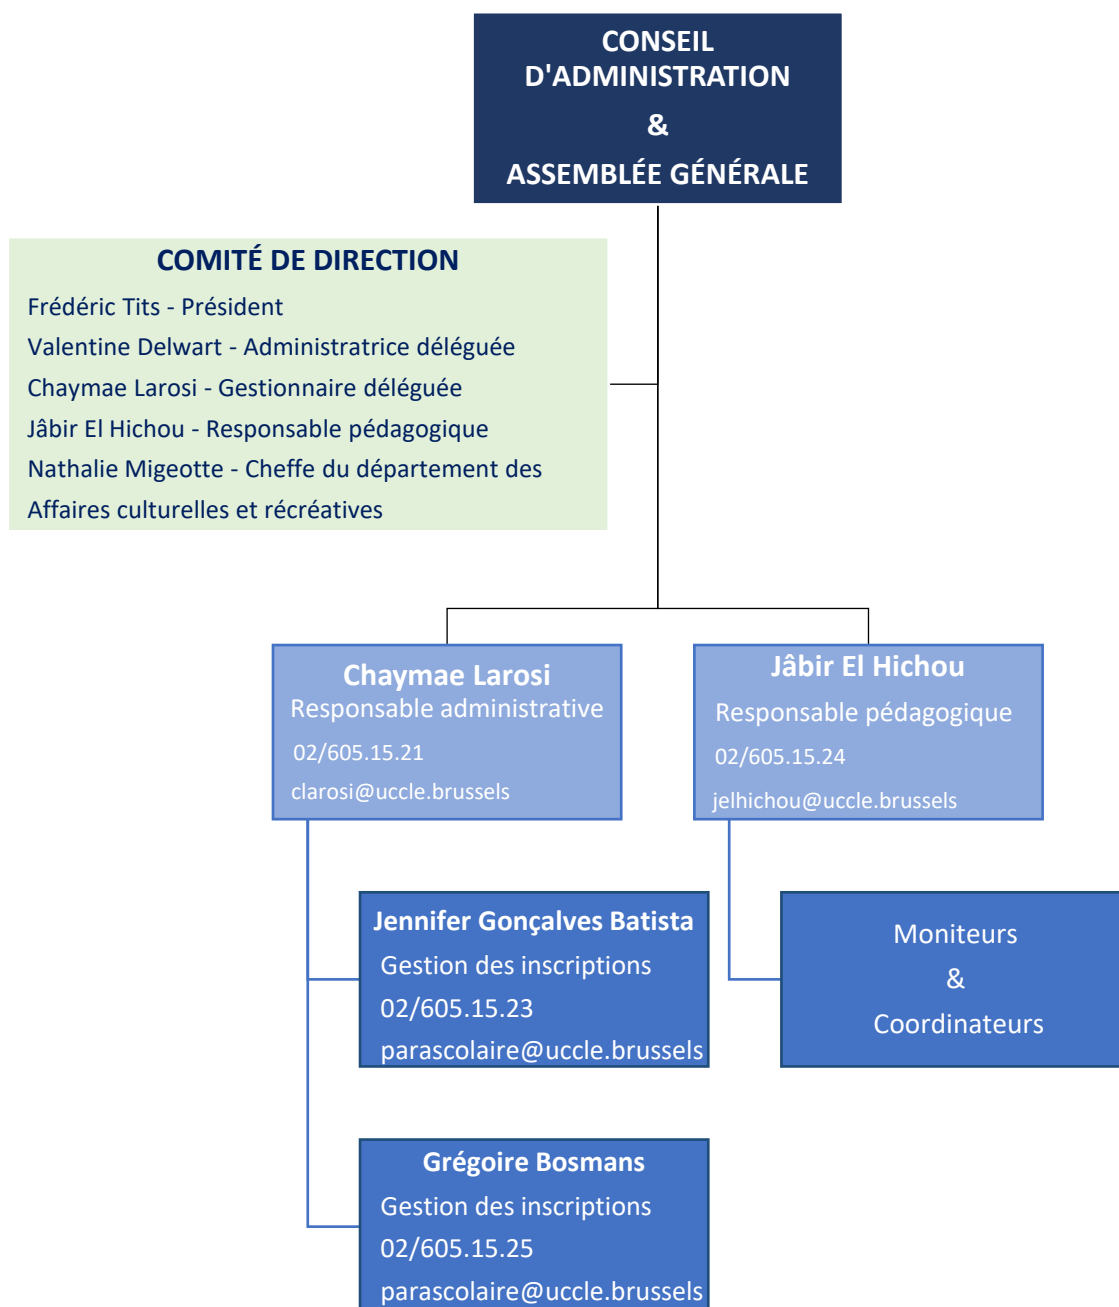 CONSEIL
D'ADMINISTRATION
&
ASSEMBLÉE GÉNÉRALE
COMITÉ DE DIRECTION
Frédéric Tits - Président
Valentine Delwart - Administratrice déléguée
Chaymae Larosi - Gestionnaire déléguée
Jâbir El Hichou - Responsable pédagogique
Nathalie Migeotte - Cheffe du département des
Affaires culturelles et récréatives
Chaymae Larosi
Responsable administrative
02/605.15.21
clarosi@uccle.brussels
Jâbir El Hichou
Responsable pédagogique
02/605.15.24
jelhichou@uccle.brussels
Jennifer Gonçalves Batista
Gestion des inscriptions
02/605.15.23
parascolaire@uccle.brussels
Moniteurs
&
Coordinateurs
Grégoire Bosmans
Gestion des inscriptions
02/605.15.25
parascolaire@uccle.brussels